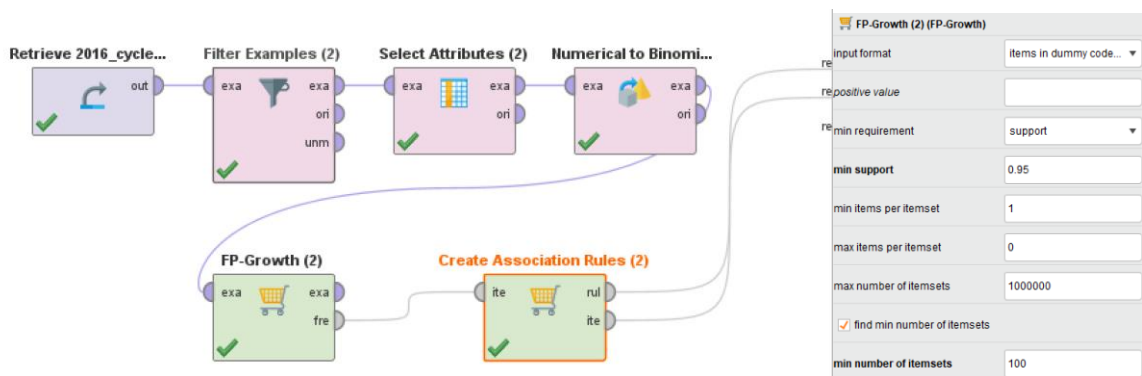 Retrieve 2016_cycle...
out
Filter Examples (2)
exa
exa
ori
unm
Select Attributes (2)
exa
exa
ori
Numerical to Binomi...
exa
exa
ori
FP-Growth (2)
exa
exa
fre
Create Association Rules (2)
ite
rul
ite
re
re
re
FP-Growth (2) (FP-Growth)
input format
items in dummy code...
positive value
min requirement
support
min support
0.95
min items per itemset
1
max items per itemset
0
max number of itemsets
1000000
find min number of itemsets
min number of itemsets
100